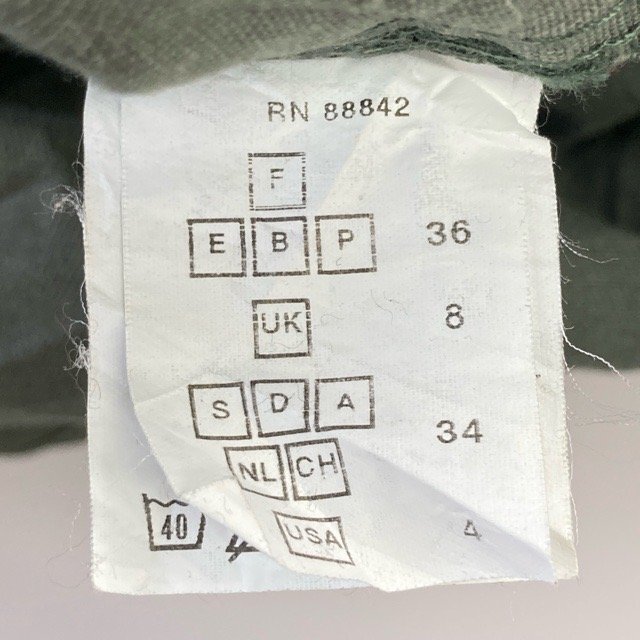 RN 88842
F
E B P 36
UK 8
S D A 34
NL CH
USA 4
40